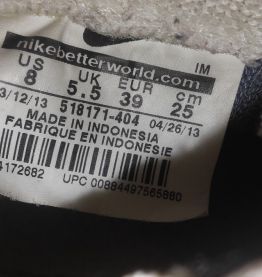 nikebetterworld.com
IM
US UK EUR cm
8 5.5 39 25
3/12/13 518171-404 04/26/13
MADE IN INDONESIA
FABRIQUE EN INDONESIE
4172682 UPC 00884497565880